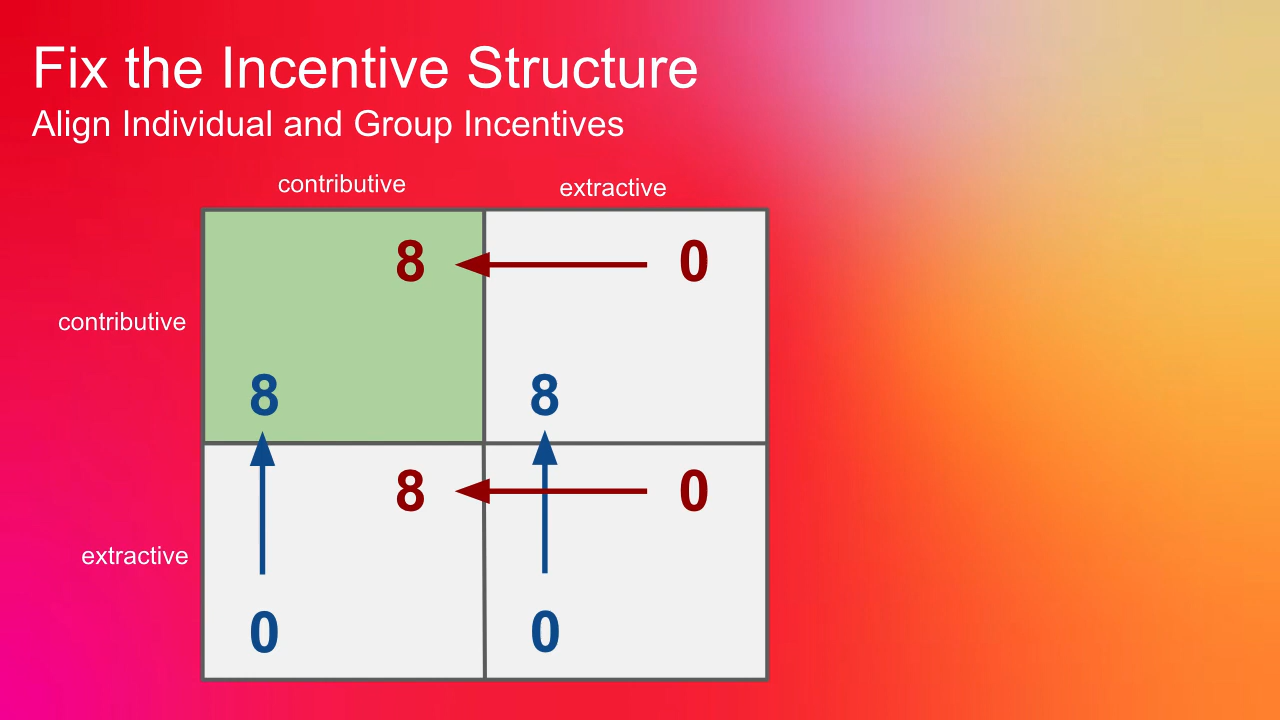 Fix the Incentive Structure
Align Individual and Group Incentives
contributive extractive
8 0
contributive
8 8
8 0
extractive
0 0